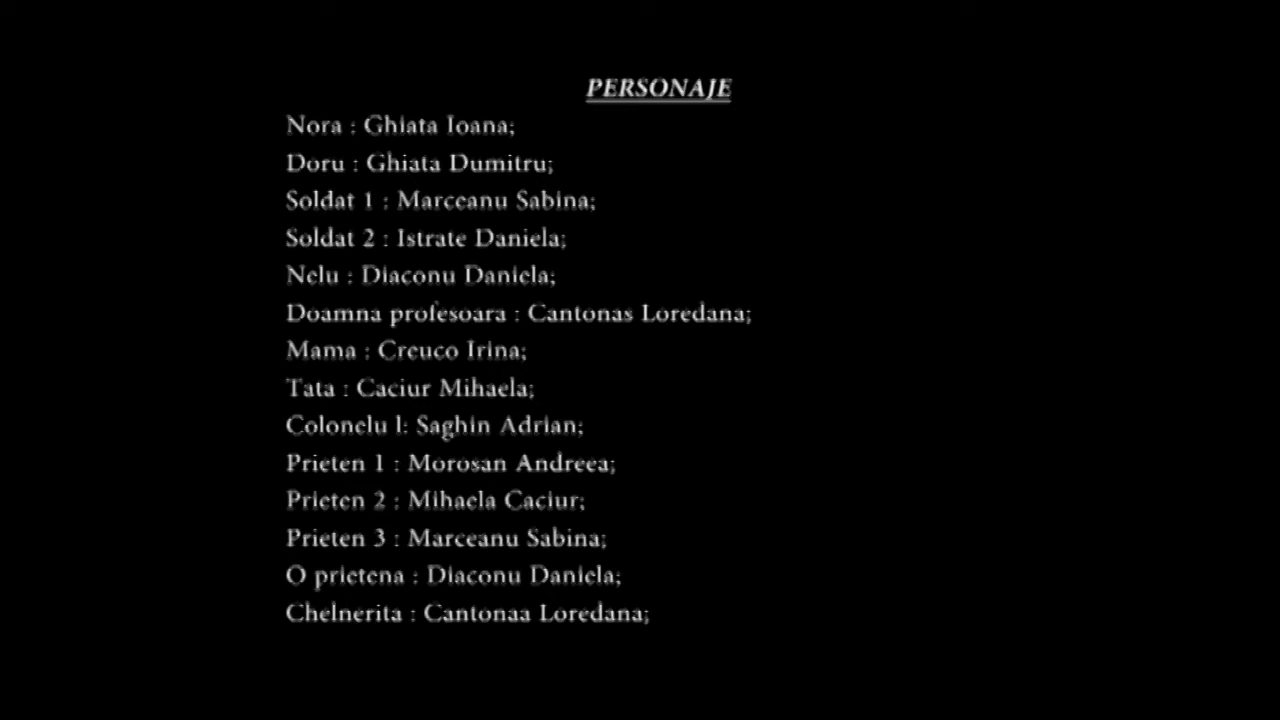 PERSONAJE
Nora : Ghiata Ioana;
Doru : Ghiata Dumitru;
Soldat 1 : Marceanu Sabina;
Soldat 2 : Istrate Daniela;
Nelu : Diaconu Daniela;
Doamna profesoara : Cantonas Loredana;
Mama : Creuco Irina;
Tata : Caciur Mihaela;
Colonelu l: Saghin Adrian;
Prieten 1 : Morosan Andreea;
Prieten 2 : Mihaela Caciur;
Prieten 3 : Marceanu Sabina;
O prietena : Diaconu Daniela;
Chelnerita : Cantonaa Loredana;